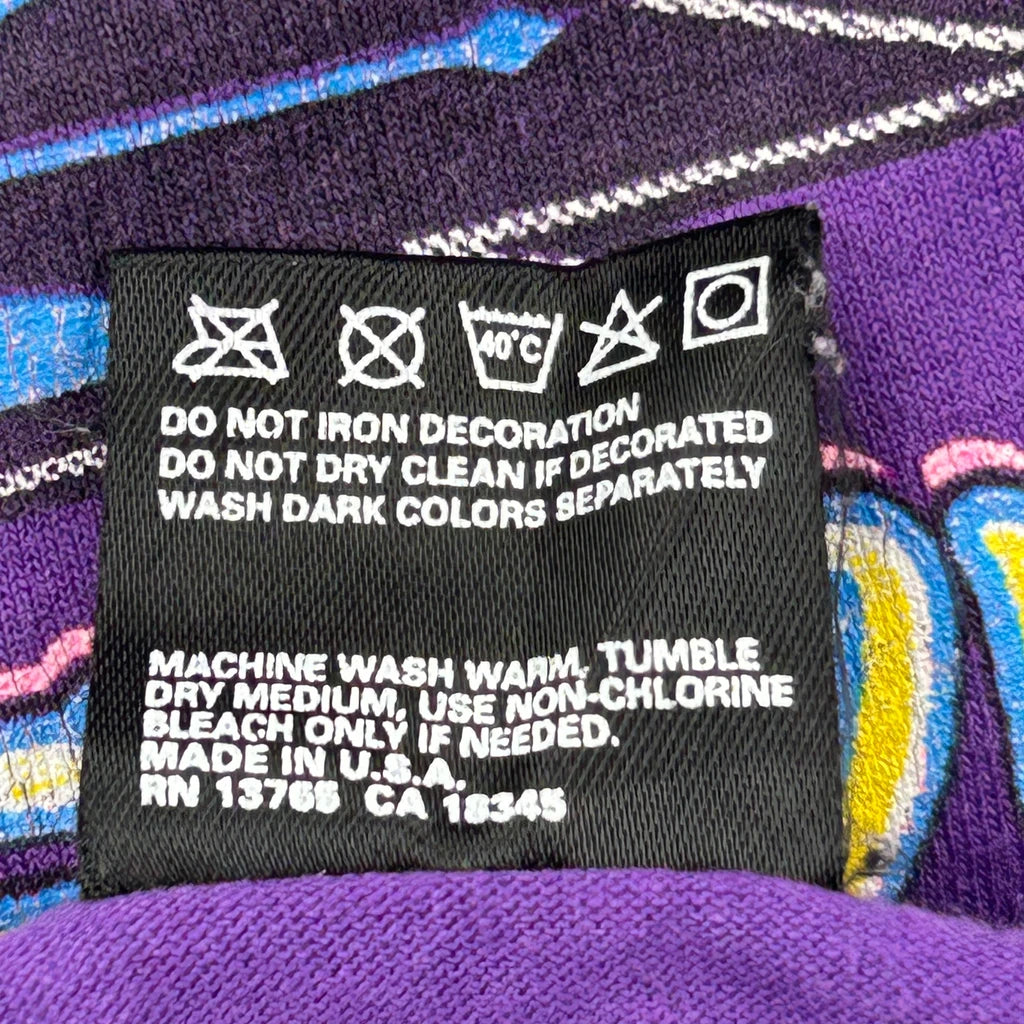 40°C
DO NOT IRON DECORATION
DO NOT DRY CLEAN IF DECORATED
WASH DARK COLORS SEPARATELY
MACHINE WASH WARM, TUMBLE
DRY MEDIUM, USE NON-CHLORINE
BLEACH ONLY IF NEEDED.
MADE IN U.S.A.
RN 13765 CA 18345